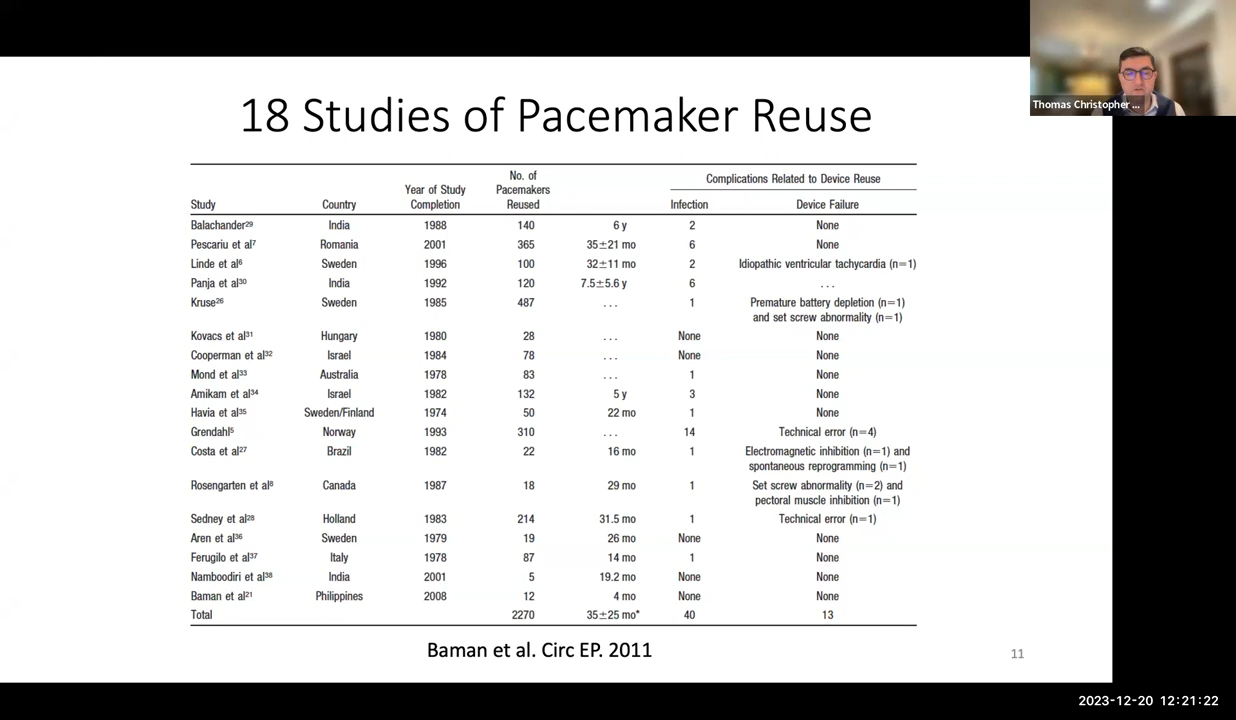 Thomas Christopher ...
18 Studies of Pacemaker Reuse
Study Country Year of Study Completion No. of Pacemakers Reused Complications Related to Device Reuse
Infection Device Failure
Balachander²⁹ India 1988 140 6 y 2 None
Pescariu et al⁷ Romania 2001 365 35±21 mo 6 None
Linde et al⁶ Sweden 1996 100 32±11 mo 2 Idiopathic ventricular tachycardia (n=1)
Panja et al³⁰ India 1992 120 7.5±5.6 y 6 ...
Kruse²⁶ Sweden 1985 487 ... 1 Premature battery depletion (n=1)
and set screw abnormality (n=1)
Kovacs et al³¹ Hungary 1980 28 ... None None
Cooperman et al³² Israel 1984 78 ... None None
Mond et al³³ Australia 1978 83 ... 1 None
Amikam et al³⁴ Israel 1982 132 5 y 3 None
Havia et al³⁵ Sweden/Finland 1974 50 22 mo 1 None
Grendahl⁵ Norway 1993 310 ... 14 Technical error (n=4)
Costa et al²⁷ Brazil 1982 22 16 mo 1 Electromagnetic inhibition (n=1) and
spontaneous reprogramming (n=1)
Rosengarten et al⁸ Canada 1987 18 29 mo 1 Set screw abnormality (n=2) and
pectoral muscle inhibition (n=1)
Sedney et al²⁸ Holland 1983 214 31.5 mo 1 Technical error (n=1)
Aren et al³⁶ Sweden 1979 19 26 mo None None
Ferugilo et al³⁷ Italy 1978 87 14 mo 1 None
Namboodiri et al³⁸ India 2001 5 19.2 mo None None
Baman et al²¹ Philippines 2008 12 4 mo None None
Total 2270 35±25 mo* 40 13
Baman et al. Circ EP. 2011
11
2023-12-20 12:21:22